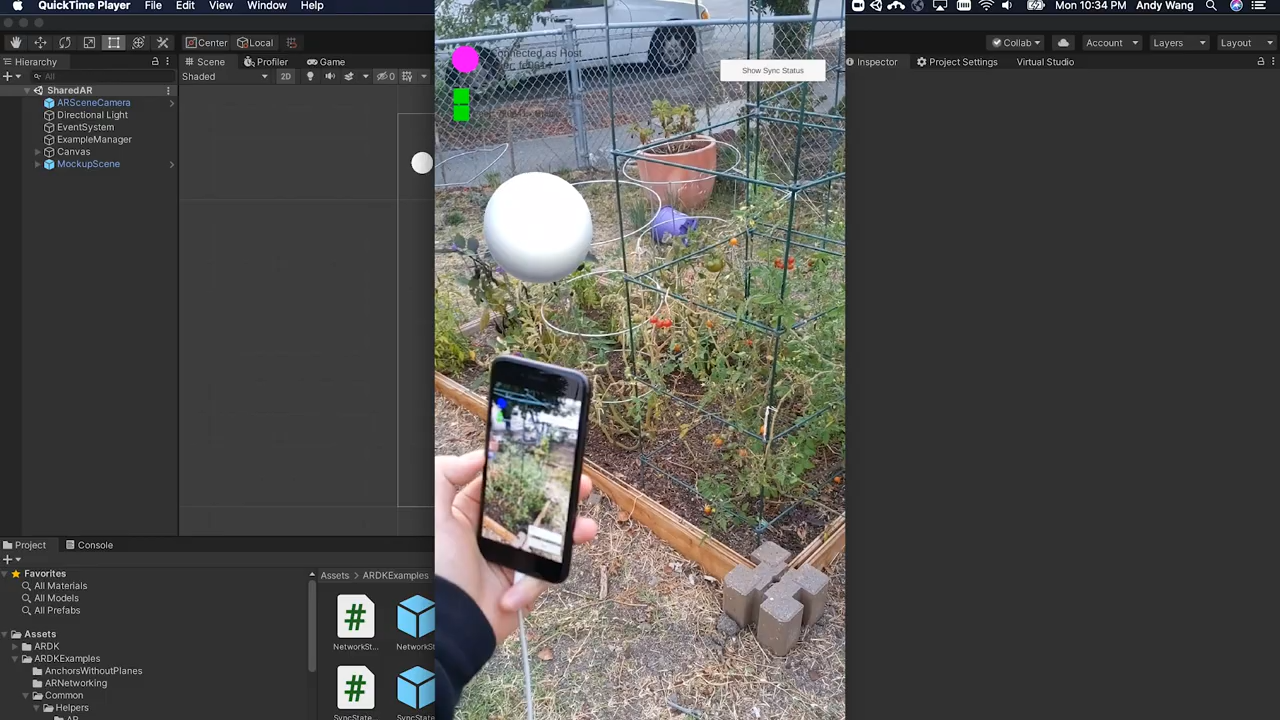 QuickTime Player File Edit View Window Help
Mon 10:34 PM Andy Wang
Center Local
Collab Account Layers Layout
Hierarchy Scene Profiler Game
Inspector Project Settings Virtual Studio
All
Shaded 2D 0
SharedAR
ARSceneCamera
Directional Light
EventSystem
ExampleManager
Canvas
MockupScene
Connected as Host
Show Sync Status
Project Console
Favorites
All Materials
All Models
All Prefabs
Assets
ARDK
ARDKExamples
AnchorsWithoutPlanes
ARNetworking
Common
Helpers
Assets > ARDKExamples
NetworkSt...
NetworkSt
SyncState
SyncState